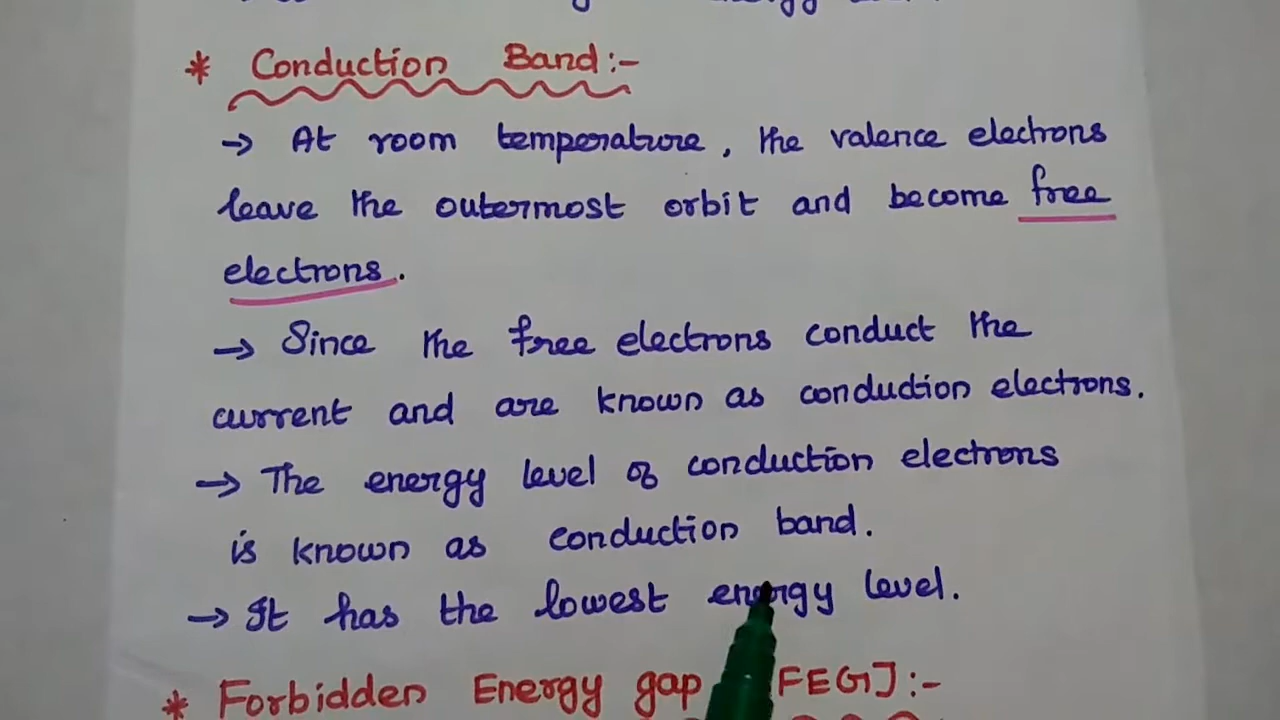 * Conduction Band:-
→ At room temperature, the valence electrons
leave the outermost orbit and become free
electrons.
→ Since the free electrons conduct the
current and are known as conduction electrons.
→ The energy level of conduction electrons
is known as conduction band.
→ It has the lowest energy level.
* Forbidden Energy gap FEG]:-